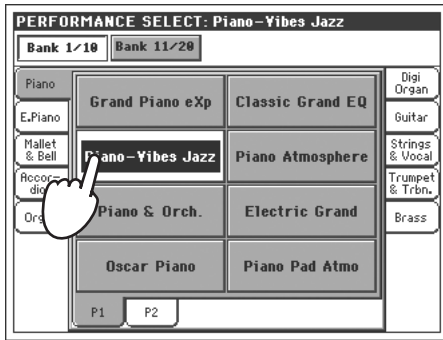 PERFORMANCE SELECT: Piano-Vibes Jazz
Bank 1/10 Bank 11/20
Piano
E.Piano
Mallet
& Bell
Grand Piano eXp Classic Grand EQ
Piano-Vibes Jazz Piano Atmosphere
Piano & Orch. Electric Grand
Oscar Piano Piano Pad Atmo
Digi
Organ
Guitar
Strings
& Vocal
Trumpet
& Trbn.
Brass
P1 P2